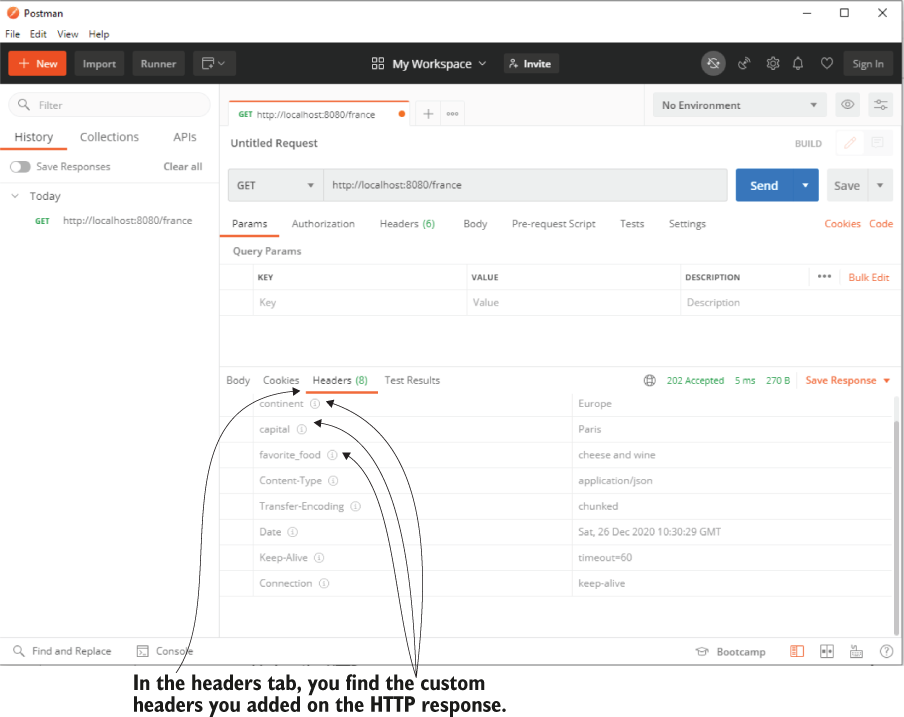 Postman
File Edit View Help
+ New Import Runner My Workspace Invite Sign In
Filter
History Collections APIs
Save Responses Clear all
Today
GET http://localhost:8080/france
GET http://localhost:8080/france
No Environment
Untitled Request BUILD
GET http://localhost:8080/france Send Save
Params Authorization Headers (6) Body Pre-request Script Tests Settings Cookies Code
Query Params
KEY VALUE DESCRIPTION Bulk Edit
Key Value Description
Body Cookies Headers (8) Test Results 202 Accepted 5 ms 270 B Save Response
continent Europe
capital Paris
favorite_food cheese and wine
Content-Type application/json
Transfer-Encoding chunked
Date Sat, 26 Dec 2020 10:30:29 GMT
Keep-Alive timeout=60
Connection keep-alive
Find and Replace Console Bootcamp
In the headers tab, you find the custom
headers you added on the HTTP response.